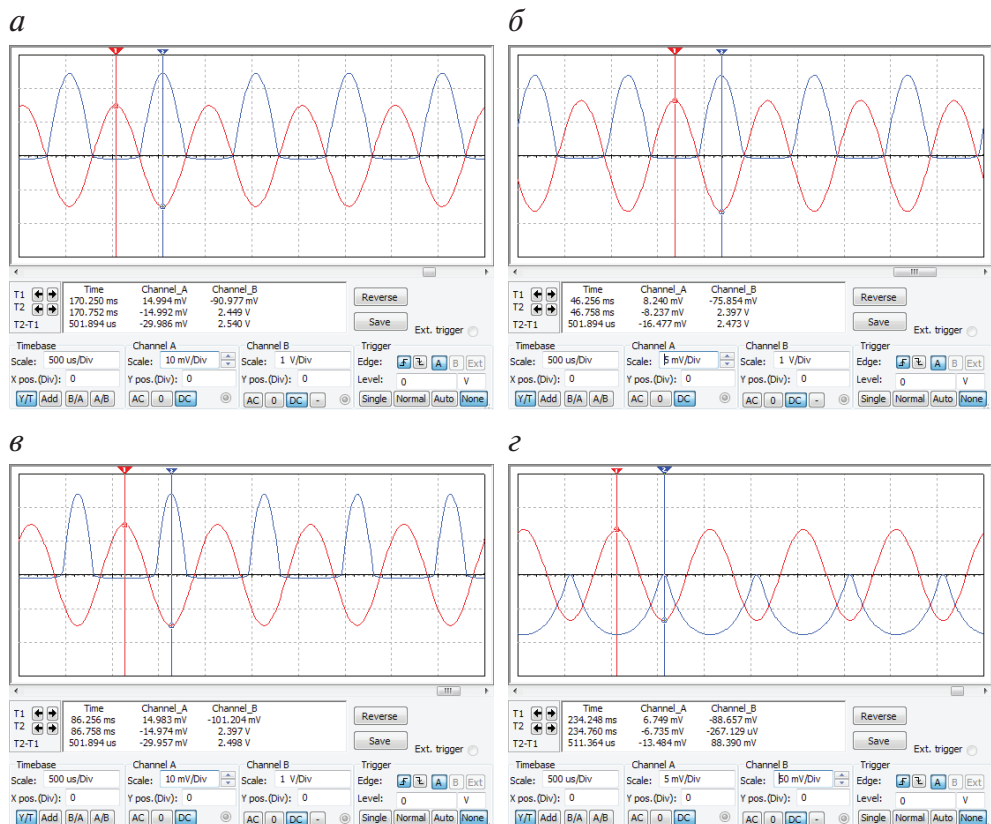 а
T1
T2
T2-T1
Time Channel_A Channel_B
170.250 ms 14.994 mV -90.977 mV
170.752 ms -14.992 mV 2.449 V
501.894 us -29.986 mV 2.540 V
Reverse
Save
Ext. trigger
Timebase
Scale: 500 us/Div
X pos.(Div): 0
Y/T Add B/A A/B
Channel A
Scale: 10 mV/Div
Y pos.(Div): 0
AC 0 DC
Channel B
Scale: 1 V/Div
Y pos.(Div): 0
AC 0 DC -
Trigger
Edge: A B Ext
Level: 0 V
Single Normal Auto None
б
T1
T2
T2-T1
Time Channel_A Channel_B
46.256 ms 8.240 mV -75.854 mV
46.758 ms -8.237 mV 2.397 V
501.894 us -16.477 mV 2.473 V
Reverse
Save
Ext. trigger
Timebase
Scale: 500 us/Div
X pos.(Div): 0
Y/T Add B/A A/B
Channel A
Scale: 5 mV/Div
Y pos.(Div): 0
AC 0 DC
Channel B
Scale: 1 V/Div
Y pos.(Div): 0
AC 0 DC -
Trigger
Edge: A B Ext
Level: 0 V
Single Normal Auto None
в
T1
T2
T2-T1
Time Channel_A Channel_B
86.256 ms 14.983 mV -101.204 mV
86.758 ms -14.974 mV 2.397 V
501.894 us -29.957 mV 2.498 V
Reverse
Save
Ext. trigger
Timebase
Scale: 500 us/Div
X pos.(Div): 0
Y/T Add B/A A/B
Channel A
Scale: 10 mV/Div
Y pos.(Div): 0
AC 0 DC
Channel B
Scale: 1 V/Div
Y pos.(Div): 0
AC 0 DC -
Trigger
Edge: A B Ext
Level: 0 V
Single Normal Auto None
г
T1
T2
T2-T1
Time Channel_A Channel_B
234.248 ms 6.749 mV -88.657 mV
234.760 ms -6.735 mV -267.129 uV
511.364 us -13.484 mV 88.390 mV
Reverse
Save
Ext. trigger
Timebase
Scale: 500 us/Div
X pos.(Div): 0
Y/T Add B/A A/B
Channel A
Scale: 5 mV/Div
Y pos.(Div): 0
AC 0 DC
Channel B
Scale: 50 mV/Div
Y pos.(Div): 0
AC 0 DC -
Trigger
Edge: A B Ext
Level: 0 V
Single Normal Auto None